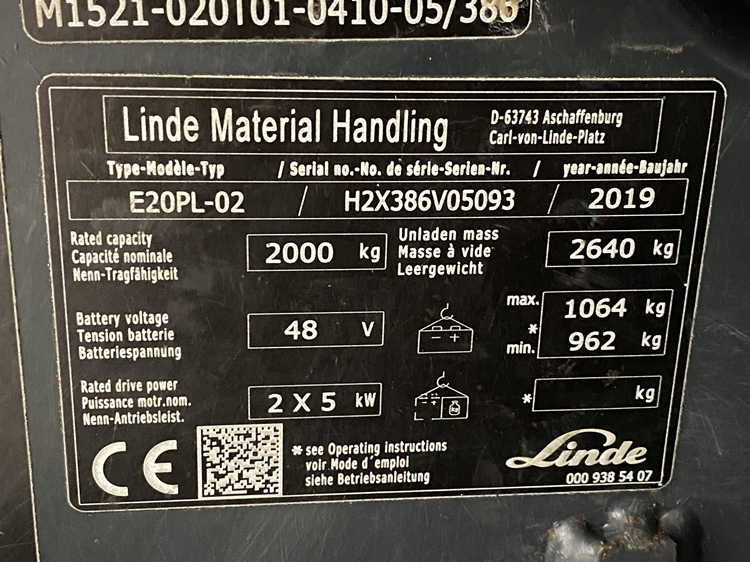 M1521-020T01-0410-05/386
Linde Material Handling
D-63743 Aschaffenburg
Carl-von-Linde-Platz
Type-Modèle-Typ / Serial no.-No. de série-Serien-Nr. / year-année-Baujahr
E20PL-02 / H2X386V05093 / 2019
Rated capacity
Capacité nominale
Nenn-Tragfähigkeit
2000 kg
Unladen mass
Masse à vide
Leergewicht
2640 kg
Battery voltage
Tension batterie
Batteriespannung
48 V
- +
max. 1064 kg
*
min. 962 kg
Rated drive power
Puissance motr.nom.
Nenn-Antriebsleist.
2 X 5 kW
* kg
CE
* see Operating instructions
voir Mode d'emploi
siehe Betriebsanleitung
Linde
000 938 54 07